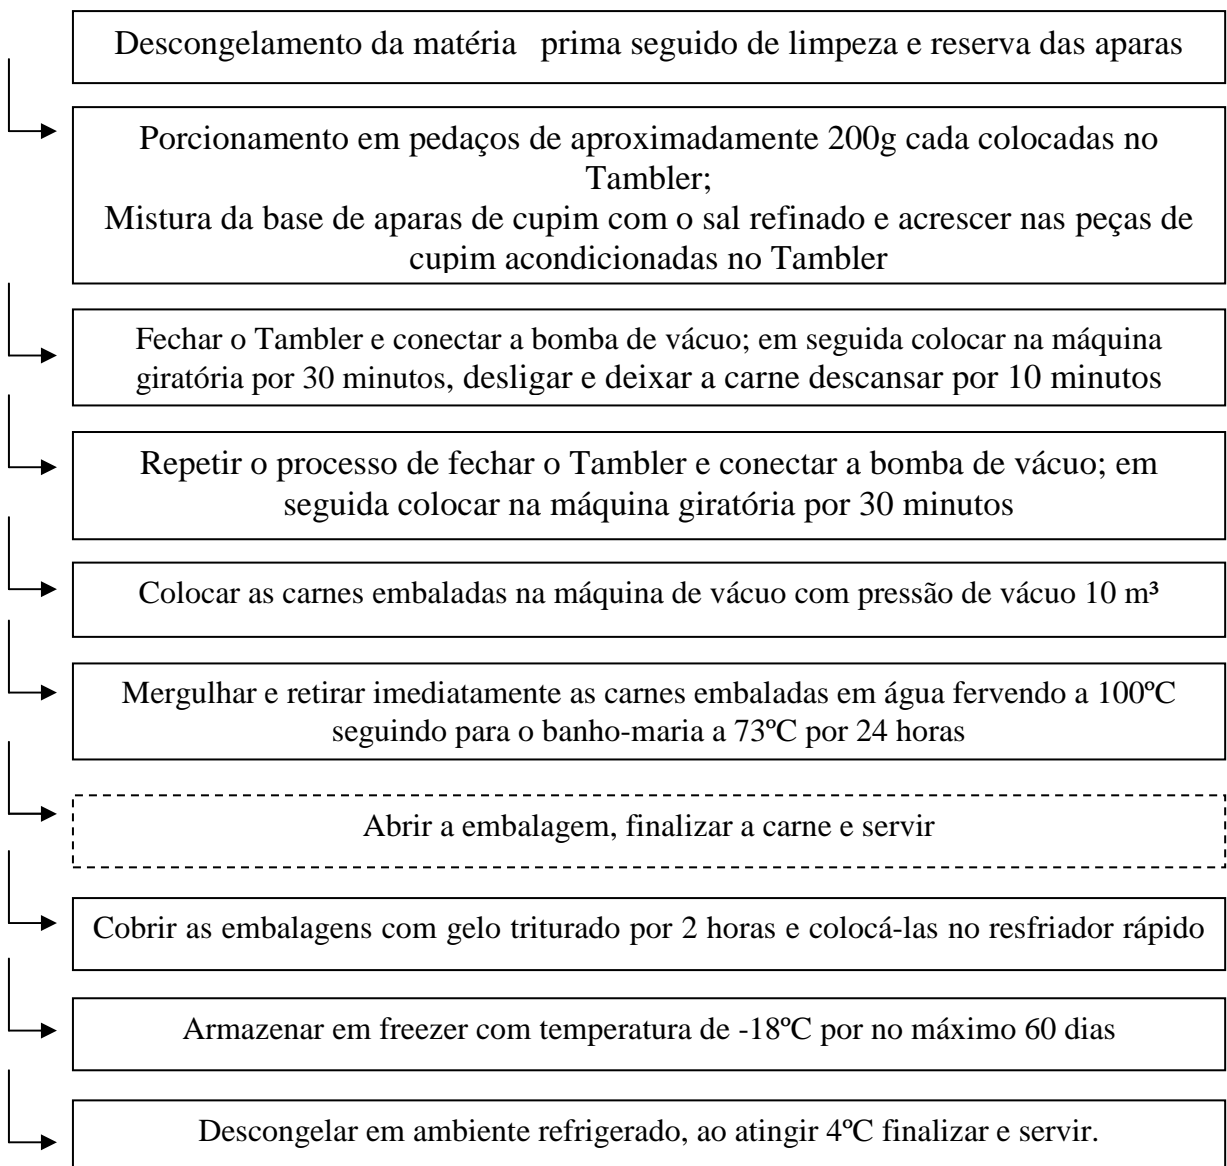 Descongelamento da matéria prima seguido de limpeza e reserva das aparas
Porcionamento em pedaços de aproximadamente 200g cada colocadas no
Tambler;
Mistura da base de aparas de cupim com o sal refinado e acrescer nas peças de
cupim acondicionadas no Tambler
Fechar o Tambler e conectar a bomba de vácuo; em seguida colocar na máquina
giratória por 30 minutos, desligar e deixar a carne descansar por 10 minutos
Repetir o processo de fechar o Tambler e conectar a bomba de vácuo; em
seguida colocar na máquina giratória por 30 minutos
Colocar as carnes embaladas na máquina de vácuo com pressão de vácuo 10 m³
Mergulhar e retirar imediatamente as carnes embaladas em água fervendo a 100ºC
seguindo para o banho-maria a 73ºC por 24 horas
Abrir a embalagem, finalizar a carne e servir
Cobrir as embalagens com gelo triturado por 2 horas e colocá-las no resfriador rápido
Armazenar em freezer com temperatura de -18ºC por no máximo 60 dias
Descongelar em ambiente refrigerado, ao atingir 4ºC finalizar e servir.